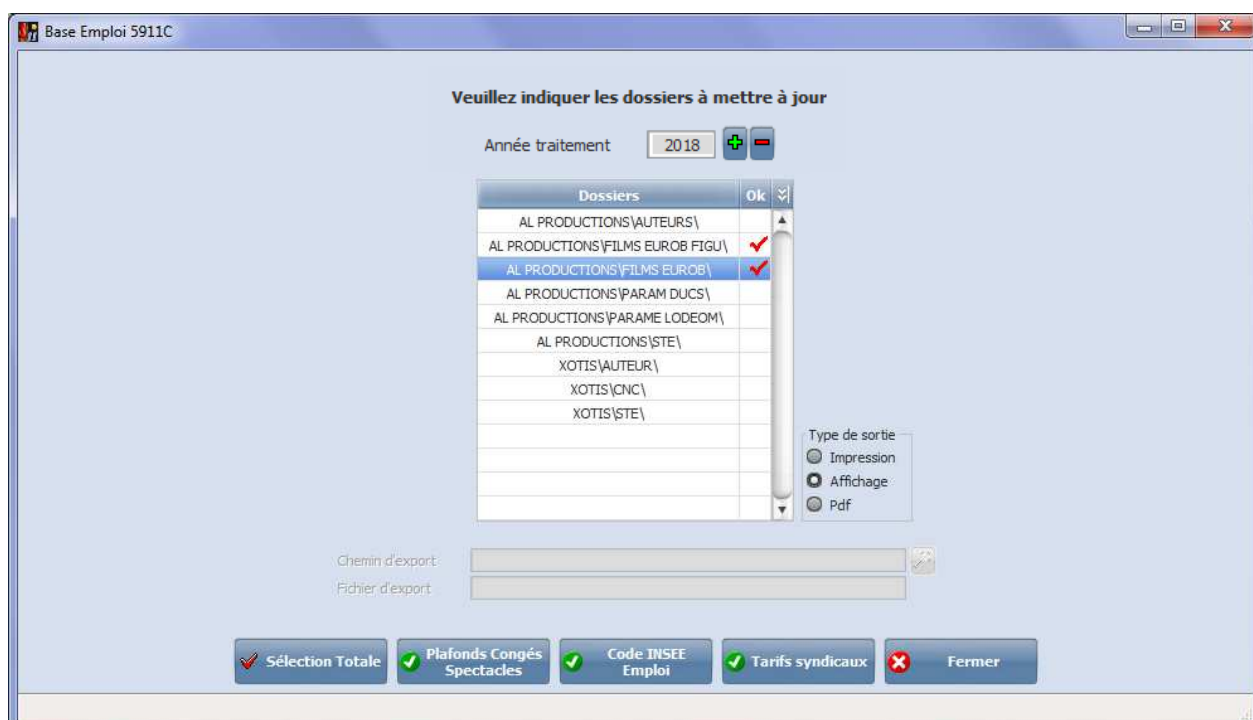 Base Emploi 5911C
Veuillez indiquer les dossiers à mettre à jour
Année traitement 2018
Dossiers Ok
AL PRODUCTIONS\AUTEURS\
AL PRODUCTIONS\FILMS EUROB FIGU\
AL PRODUCTIONS\FILMS EUROB\
AL PRODUCTIONS\PARAM DUCS\
AL PRODUCTIONS\PARAME LODEOM\
AL PRODUCTIONS\STE\
XOTIS\AUTEUR\
XOTIS\CNC\
XOTIS\STE\
Type de sortie
Impression
Affichage
Pdf
Chemin d'export
Fichier d'export
Sélection Totale
Plafonds Congés
Spectacles
Code INSEE
Emploi
Tarifs syndicaux
Fermer